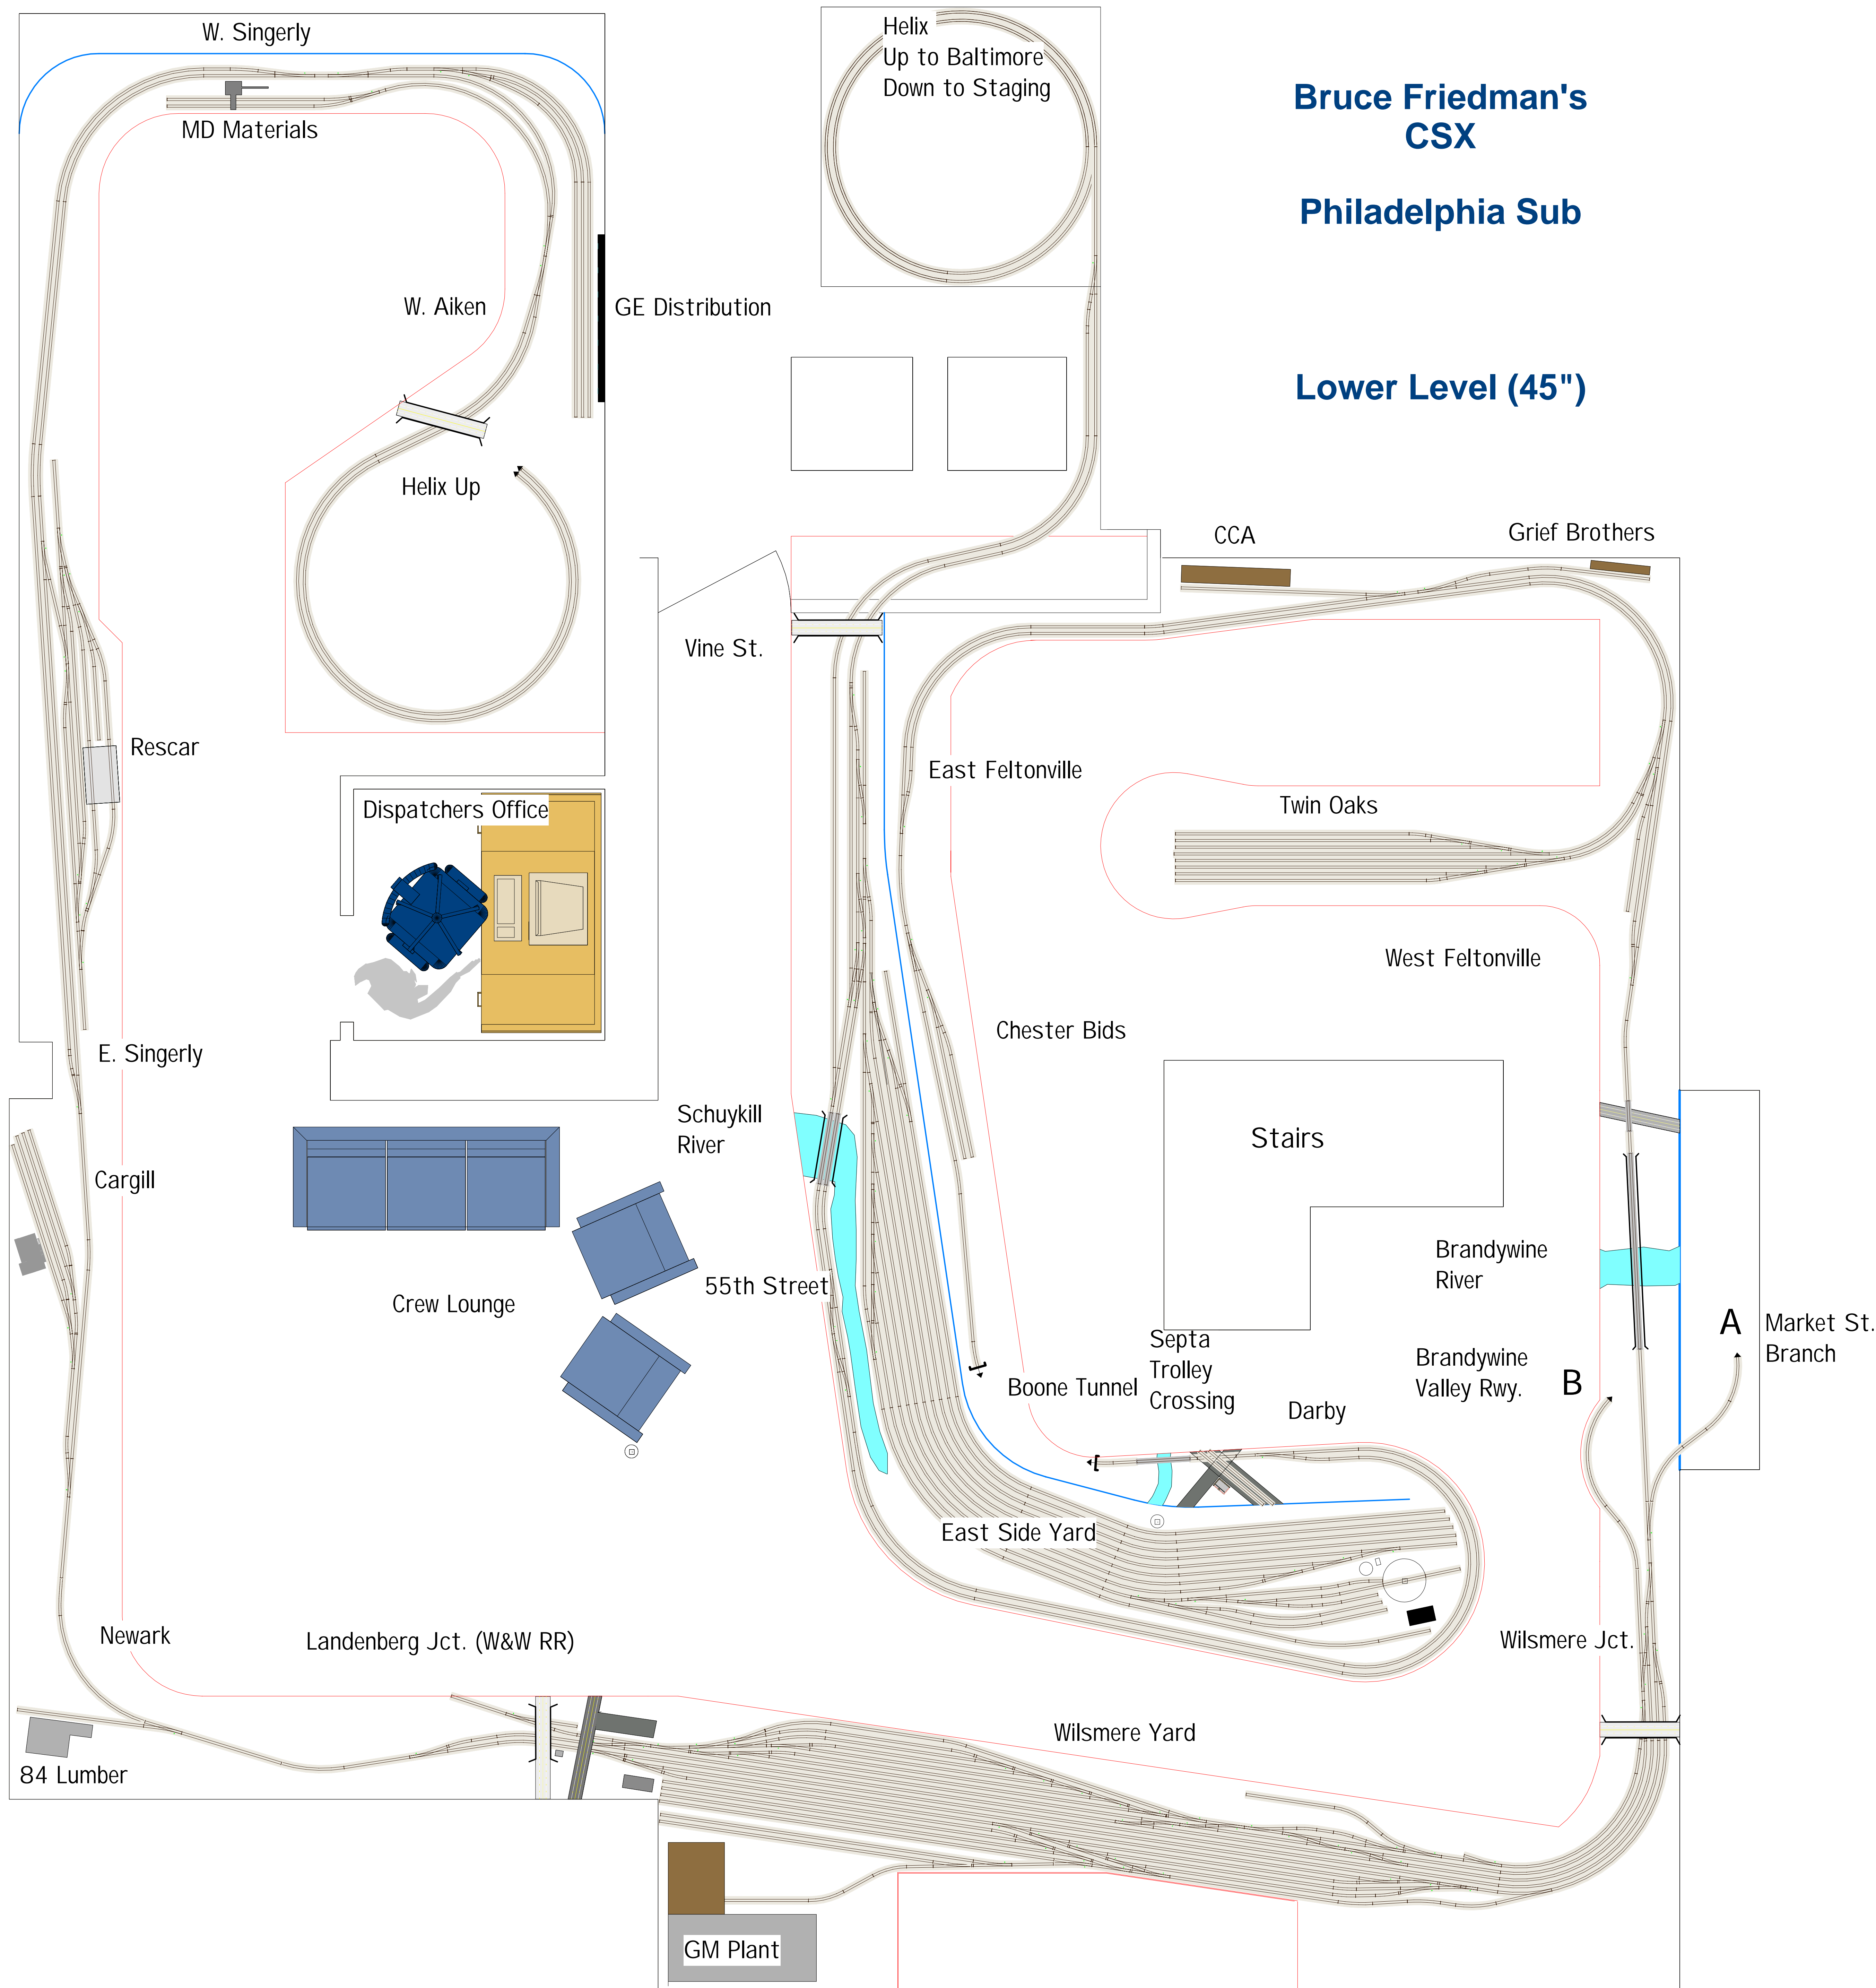 W. Singerly
MD Materials
Helix
Up to Baltimore
Down to Staging
Bruce Friedman's
CSX
Philadelphia Sub
Lower Level (45")
W. Aiken
GE Distribution
Helix Up
CCA
Grief Brothers
Vine St.
Rescar
Dispatchers Office
East Feltonville
Twin Oaks
West Feltonville
Chester Bids
E. Singerly
Schuykill
River
Stairs
Cargill
Brandywine
River
55th Street
Crew Lounge
A
Market St.
Branch
Septa
Trolley
Crossing
Boone Tunnel
Brandywine
Valley Rwy.
B
Darby
East Side Yard
Newark
Landenberg Jct. (W&W RR)
Wilsmere Jct.
Wilsmere Yard
84 Lumber
GM Plant